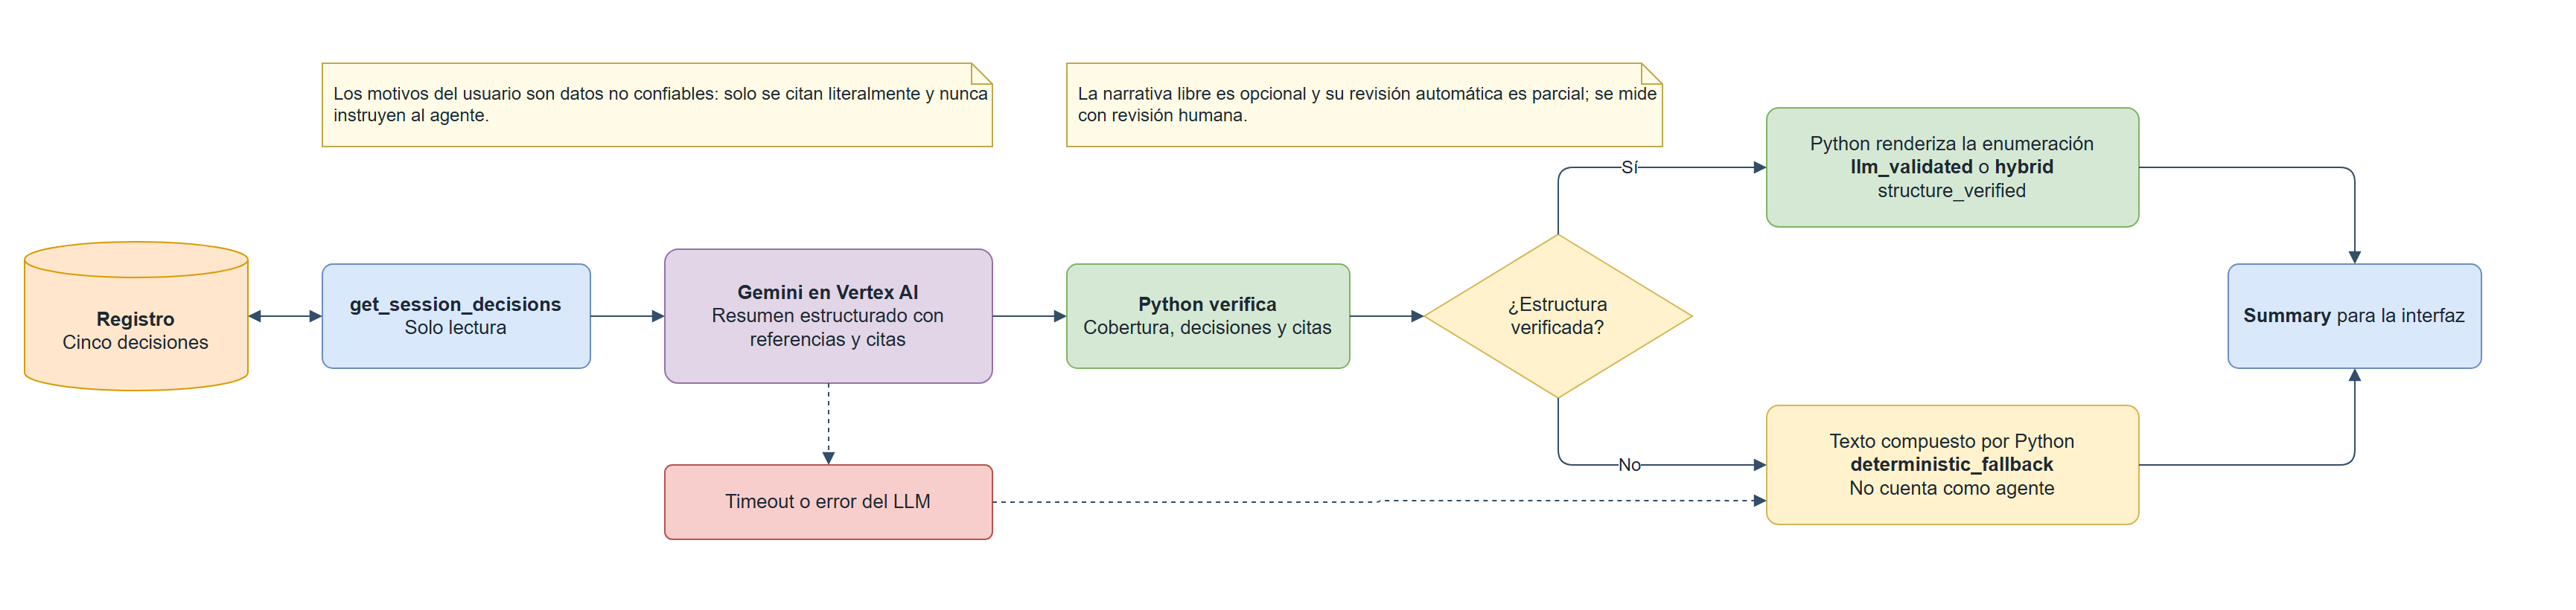 Los motivos del usuario son datos no confiables: solo se citan literalmente y nunca
instruyen al agente.
La narrativa libre es opcional y su revisión automática es parcial; se mide
con revisión humana.
Registro
Cinco decisiones
get_session_decisions
Solo lectura
Gemini en Vertex AI
Resumen estructurado con
referencias y citas
Timeout o error del LLM
Python verifica
Cobertura, decisiones y citas
¿Estructura
verificada?
Sí
Python renderiza la enumeración
llm_validated o hybrid
structure_verified
No
Texto compuesto por Python
deterministic_fallback
No cuenta como agente
Summary para la interfaz